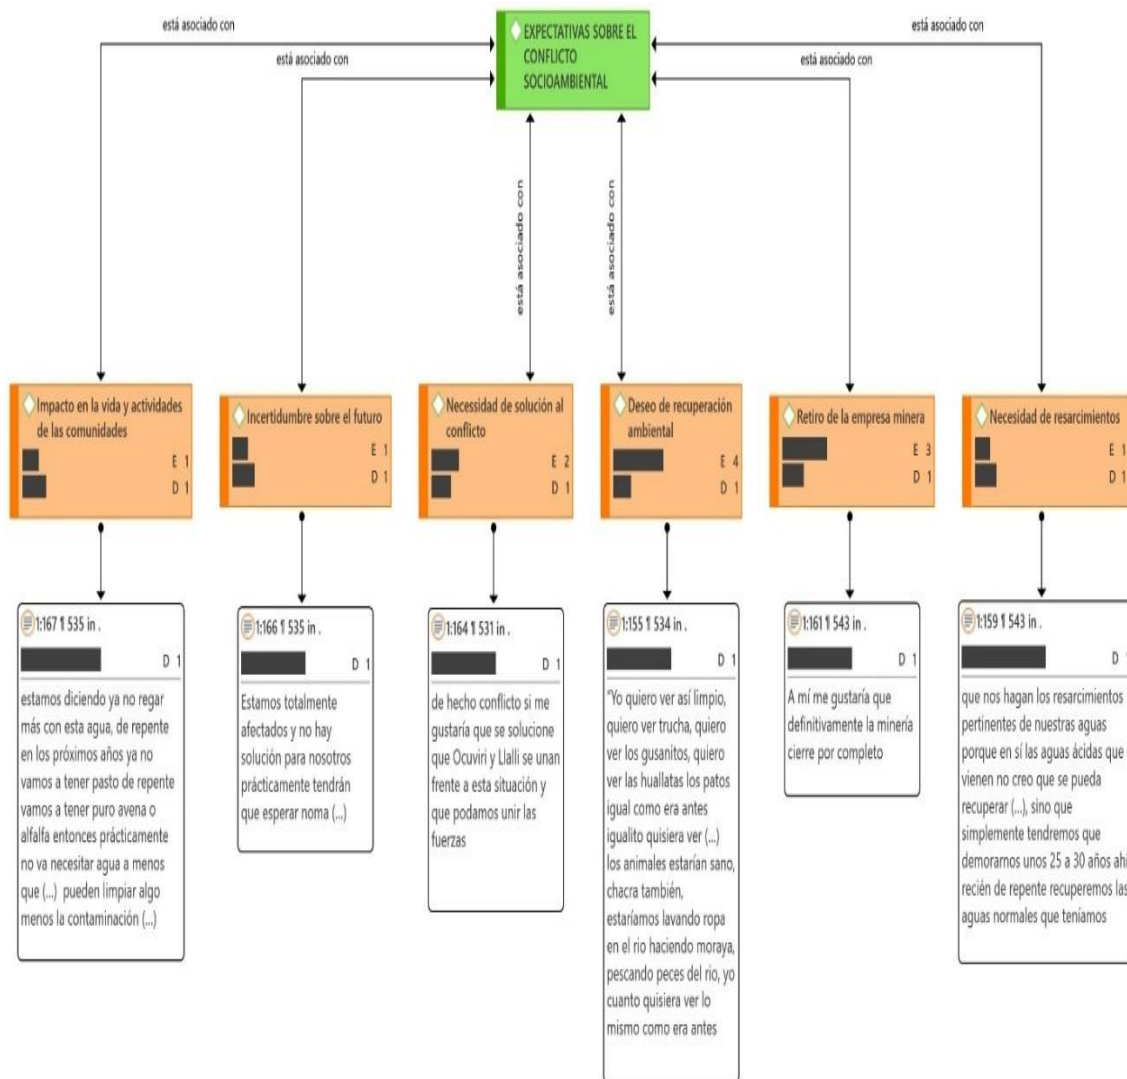 está asociado con
está asociado con
está asociado con
está asociado con
EXPECTATIVAS SOBRE EL
CONFLICTO
SOCIOAMBIENTAL
está asociado con
está asociado con
Impacto en la vida y actividades
de las comunidades
E 1
D 1
Incertidumbre sobre el futuro
E 1
D 1
Necessidad de solución al
conflicto
E 2
D 1
Deseo de recuperación
ambiental
E 4
D 1
Retiro de la empresa minera
E 3
D 1
Necesidad de resarcimientos
E 1
D 1
1:167 ¶ 535 in .
D 1
estamos diciendo ya no regar
más con esta agua, de repente
en los próximos años ya no
vamos a tener pasto de repente
vamos a tener puro avena o
alfalfa entonces prácticamente
no va necesitar agua a menos
que (...) pueden limpiar algo
menos la contaminación (...)
1:166 ¶ 535 in .
D 1
Estamos totalmente
afectados y no hay
solución para nosotros
prácticamente tendrán
que esperar noma (...)
1:164 ¶ 531 in .
D 1
de hecho conflicto si me
gustaría que se solucione
que Ocuviri y Llalli se unan
frente a esta situación y
que podamos unir las
fuerzas
1:155 ¶ 534 in .
D 1
"Yo quiero ver así limpio,
quiero ver trucha, quiero
ver los gusanitos, quiero
ver las huallatas los patos
igual como era antes
igualito quisiera ver (...)
los animales estarían sano,
chacra también,
estaríamos lavando ropa
en el rio haciendo moraya,
pescando peces del rio, yo
cuanto quisiera ver lo
mismo como era antes
1:161 ¶ 543 in .
D 1
A mí me gustaría que
definitivamente la minería
cierre por completo
1:159 ¶ 543 in .
D 1
que nos hagan los resarcimientos
pertinentes de nuestras aguas
porque en sí las aguas ácidas que
vienen no creo que se pueda
recuperar (...), sino que
simplemente tendremos que
demorarnos unos 25 a 30 años ahí
recién de repente recuperemos las
aguas normales que teníamos